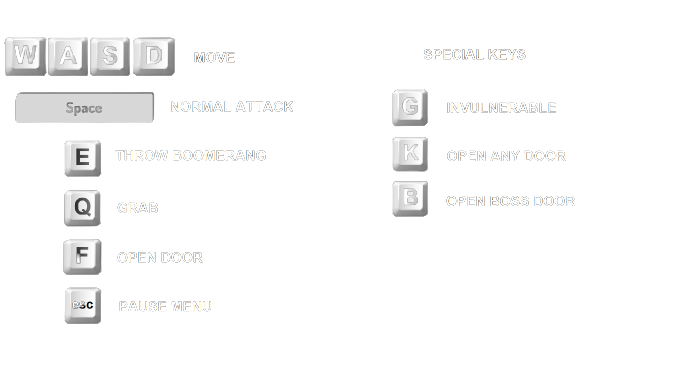 W A S D MOVE
Space NORMAL ATTACK
E THROW BOOMERANG
Q GRAB
F OPEN DOOR
ESC PAUSE MENU
SPECIAL KEYS
G INVULNERABLE
K OPEN ANY DOOR
B OPEN BOSS DOOR